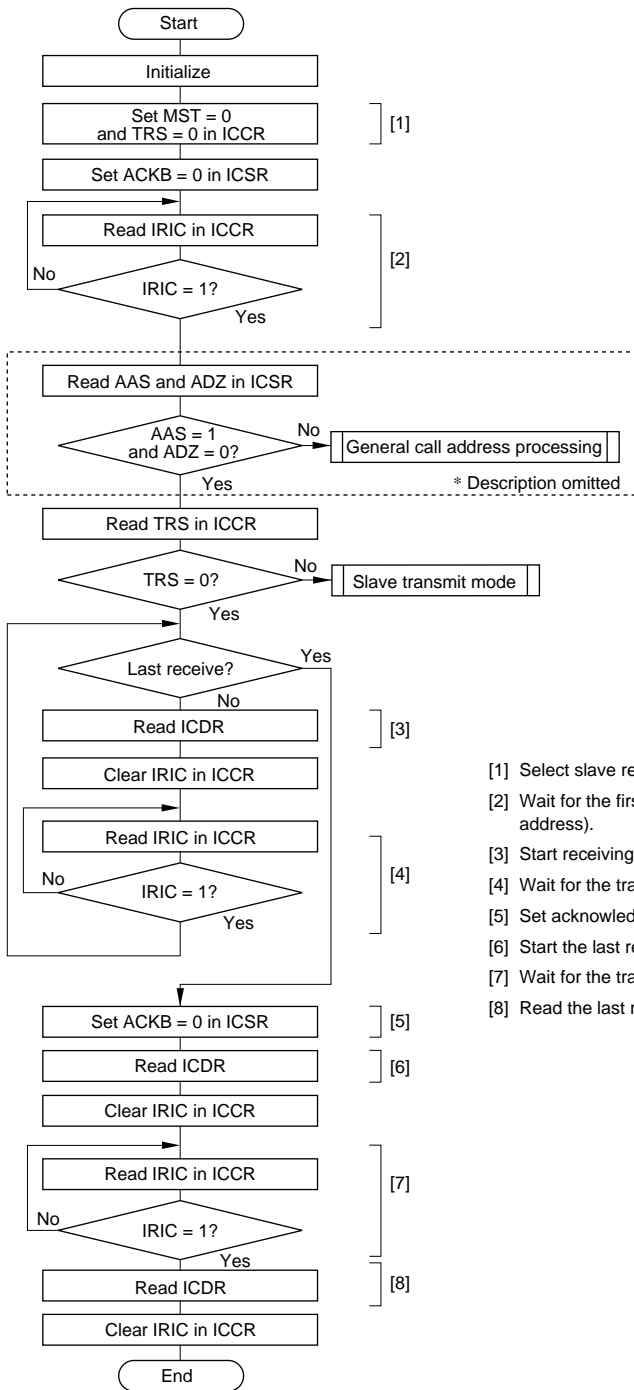 Start
Initialize
Set MST = 0
and TRS = 0 in ICCR
[1]
Set ACKB = 0 in ICSR
Read IRIC in ICCR
[2]
No
IRIC = 1?
Yes
Read AAS and ADZ in ICSR
AAS = 1
and ADZ = 0?
No
General call address processing
Yes
* Description omitted
Read TRS in ICCR
TRS = 0?
No
Slave transmit mode
Yes
Last receive?
Yes
No
Read ICDR
[3]
Clear IRIC in ICCR
Read IRIC in ICCR
[4]
No
IRIC = 1?
Yes
Set ACKB = 0 in ICSR
[5]
Read ICDR
[6]
Clear IRIC in ICCR
Read IRIC in ICCR
[7]
No
IRIC = 1?
Yes
Read ICDR
[8]
Clear IRIC in ICCR
End
[1] Select slave
[2] Wait for the
address).
[3] Start receiving
[4] Wait for the
[5] Set
[6] Start the last
[7] Wait for the
[8] Read the last